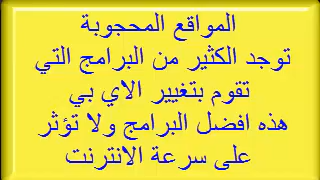 المواقع المحجوبة
توجد الكثير من البرامج التي
تقوم بتغيير الاي بي
هذه افضل البرامج ولا تؤثر
على سرعة الانترنت